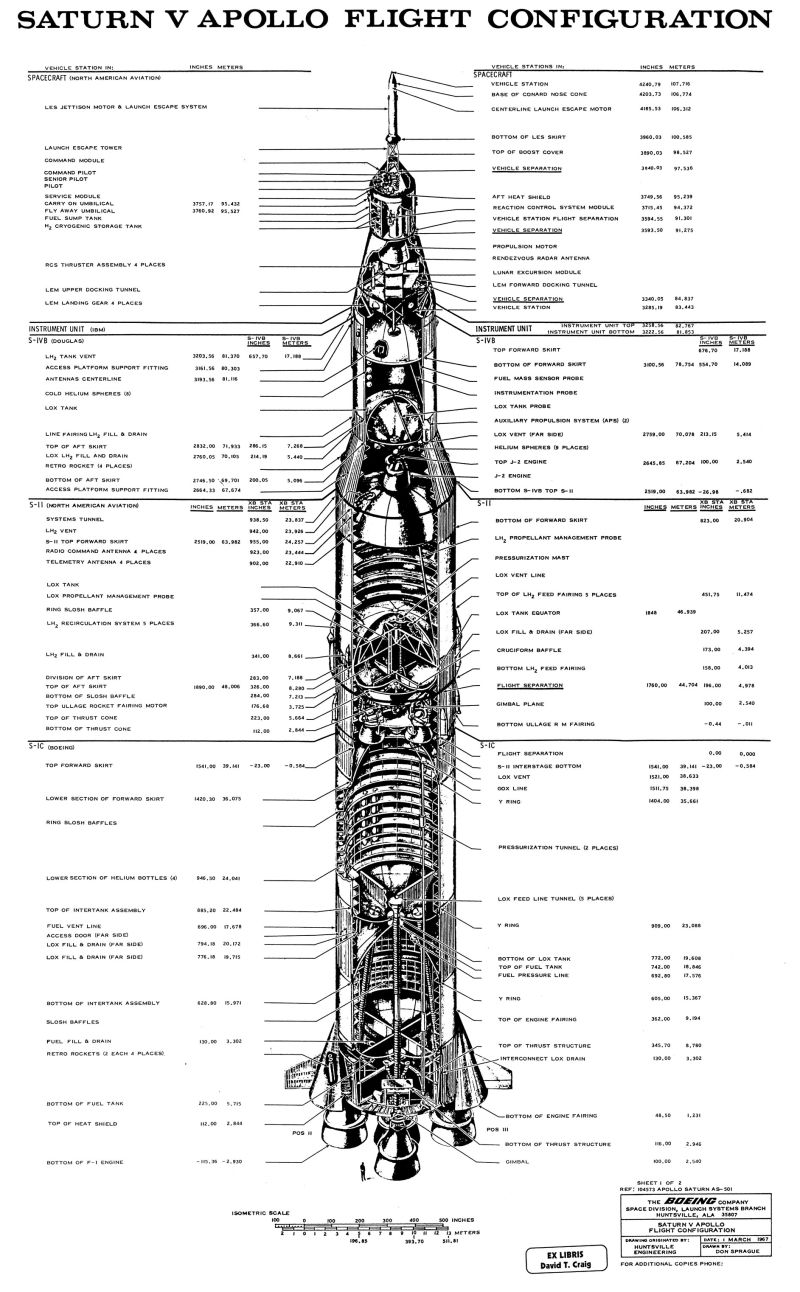 SATURN V APOLLO FLIGHT CONFIGURATION
VEHICLE STATION IN: INCHES METERS
SPACECRAFT (NORTH AMERICAN AVIATION)
LES JETTISON MOTOR & LAUNCH ESCAPE SYSTEM
LAUNCH ESCAPE TOWER
COMMAND MODULE
COMMAND PILOT
SENIOR PILOT
PILOT
SERVICE MODULE
CARRY ON UMBILICAL 3757.17 95.432
FLY AWAY UMBILICAL 3760.92 95.527
FUEL SUMP TANK
H2 CRYOGENIC STORAGE TANK
RCS THRUSTER ASSEMBLY 4 PLACES
LEM UPPER DOCKING TUNNEL
LEM LANDING GEAR 4 PLACES
INSTRUMENT UNIT (IBM)
S-IVB (DOUGLAS) S-IVB INCHES S-IVB METERS
LH2 TANK VENT 3203.56 81.370 657.70 17.188
ACCESS PLATFORM SUPPORT FITTING 3161.56 80.303
ANTENNAS CENTERLINE 3193.56 81.116
COLD HELIUM SPHERES (8)
LOX TANK
LINE FAIRING LH2 FILL & DRAIN
TOP OF AFT SKIRT 2832.00 71.933 286.15 7.268
LOX LH2 FILL AND DRAIN 2760.05 70.105 214.19 5.440
RETRO ROCKET (4 PLACES)
BOTTOM OF AFT SKIRT 2746.50 69.701 200.05 5.096
ACCESS PLATFORM SUPPORT FITTING 2664.33 67.674
S-II (NORTH AMERICAN AVIATION) INCHES METERS XB STA INCHES XB STA METERS
SYSTEMS TUNNEL 938.50 23.837
LH2 VENT 942.00 23.926
S-II TOP FORWARD SKIRT 2519.00 63.982 955.00 24.257
RADIO COMMAND ANTENNA 4 PLACES 923.00 23.444
TELEMETRY ANTENNA 4 PLACES 902.00 22.910
LOX TANK
LOX PROPELLANT MANAGEMENT PROBE
RING SLOSH BAFFLE 357.00 9.067
LH2 RECIRCULATION SYSTEM 5 PLACES 366.60 9.311
LH2 FILL & DRAIN 341.00 8.661
DIVISION OF AFT SKIRT 283.00 7.188
TOP OF AFT SKIRT 1890.00 48.006 326.00 8.280
BOTTOM OF SLOSH BAFFLE 284.00 7.213
TOP ULLAGE ROCKET FAIRING MOTOR 176.68 3.725
TOP OF THRUST CONE 223.00 5.664
BOTTOM OF THRUST CONE 112.00 2.844
S-IC (BOEING)
TOP FORWARD SKIRT 1541.00 39.141 -23.00 -0.584
LOWER SECTION OF FORWARD SKIRT 1420.30 36.075
RING SLOSH BAFFLES
LOWER SECTION OF HELIUM BOTTLES (4) 946.50 24.041
TOP OF INTERTANK ASSEMBLY 885.20 22.484
FUEL VENT LINE 696.00 17.678
ACCESS DOOR (FAR SIDE)
LOX FILL & DRAIN (FAR SIDE) 794.18 20.172
LOX FILL & DRAIN (FAR SIDE) 776.18 19.715
BOTTOM OF INTERTANK ASSEMBLY 628.80 15.971
SLOSH BAFFLES
FUEL FILL & DRAIN 130.00 3.302
RETRO ROCKETS (2 EACH 4 PLACES)
BOTTOM OF FUEL TANK 225.00 5.715
TOP OF HEAT SHIELD 112.00 2.844
BOTTOM OF F-1 ENGINE -115.36 -2.930
VEHICLE STATIONS IN: INCHES METERS
SPACECRAFT
VEHICLE STATION 4240.79 107.716
BASE OF CONARD NOSE CONE 4203.73 106.774
CENTERLINE LAUNCH ESCAPE MOTOR 4185.53 106.312
BOTTOM OF LES SKIRT 3960.03 100.585
TOP OF BOOST COVER 3890.03 98.527
VEHICLE SEPARATION 3840.03 97.536
AFT HEAT SHIELD 3749.56 95.238
REACTION CONTROL SYSTEM MODULE 3715.45 94.372
VEHICLE STATION FLIGHT SEPARATION 3594.55 91.301
VEHICLE SEPARATION 3593.50 91.275
PROPULSION MOTOR
RENDEZVOUS RADAR ANTENNA
LUNAR EXCURSION MODULE
LEM FORWARD DOCKING TUNNEL
VEHICLE SEPARATION 3340.05 84.837
VEHICLE STATION 3285.19 83.443
INSTRUMENT UNIT INSTRUMENT UNIT TOP 3258.56 82.767
INSTRUMENT UNIT BOTTOM 3222.56 81.853
S-IVB S-IVB INCHES S-IVB METERS
TOP FORWARD SKIRT 676.70 17.188
BOTTOM OF FORWARD SKIRT 3100.56 78.754 554.70 14.089
FUEL MASS SENSOR PROBE
INSTRUMENTATION PROBE
LOX TANK PROBE
AUXILIARY PROPULSION SYSTEM (APS) (2)
LOX VENT (FAR SIDE) 2759.00 70.078 213.15 5.414
HELIUM SPHERES (9 PLACES)
TOP J-2 ENGINE 2645.85 67.204 100.00 2.540
J-2 ENGINE
BOTTOM S-IVB TOP S-II 2519.00 63.982 -26.98 -.682
S-II INCHES METERS XB STA INCHES XB STA METERS
BOTTOM OF FORWARD SKIRT 823.00 20.904
LH2 PROPELLANT MANAGEMENT PROBE
PRESSURIZATION MAST
LOX VENT LINE
TOP OF LH2 FEED FAIRING 5 PLACES 451.75 11.474
LOX TANK EQUATOR 1848 46.939
LOX FILL & DRAIN (FAR SIDE) 207.00 5.257
CRUCIFORM BAFFLE 173.00 4.394
BOTTOM LH2 FEED FAIRING 158.00 4.013
FLIGHT SEPARATION 1760.00 44.704 196.00 4.978
GIMBAL PLANE 100.00 2.540
BOTTOM ULLAGE R M FAIRING -0.44 -.011
S-IC
FLIGHT SEPARATION 0.00 0.000
S-II INTERSTAGE BOTTOM 1541.00 39.141 -23.00 -0.584
LOX VENT 1521.00 38.633
GOX LINE 1511.75 38.398
Y RING 1404.00 35.661
PRESSURIZATION TUNNEL (2 PLACES)
LOX FEED LINE TUNNEL (5 PLACES)
Y RING 909.00 23.088
BOTTOM OF LOX TANK 772.00 19.608
TOP OF FUEL TANK 742.00 18.846
FUEL PRESSURE LINE 692.80 17.576
Y RING 605.00 15.367
TOP OF ENGINE FAIRING 362.00 9.194
TOP OF THRUST STRUCTURE 345.70 8.780
INTERCONNECT LOX DRAIN 130.00 3.302
BOTTOM OF ENGINE FAIRING 48.50 1.231
BOTTOM OF THRUST STRUCTURE 116.00 2.946
GIMBAL 100.00 2.540
POS II
POS III
ISOMETRIC SCALE
100 0 100 200 300 400 500 INCHES
2 1 0 1 2 3 4 5 6 7 8 9 10 11 12 13 METERS
196.85 393.70 511.81
EX LIBRIS
David T. Craig
SHEET 1 OF 2
REF: 104573 APOLLO SATURN AS-501
THE BOEING COMPANY
SPACE DIVISION, LAUNCH SYSTEMS BRANCH
HUNTSVILLE, ALA 35807
SATURN V APOLLO
FLIGHT CONFIGURATION
DRAWING ORIGINATED BY: HUNTSVILLE ENGINEERING
DATE: 1 MARCH 1967
DRAWN BY: DON SPRAGUE
FOR ADDITIONAL COPIES PHONE: